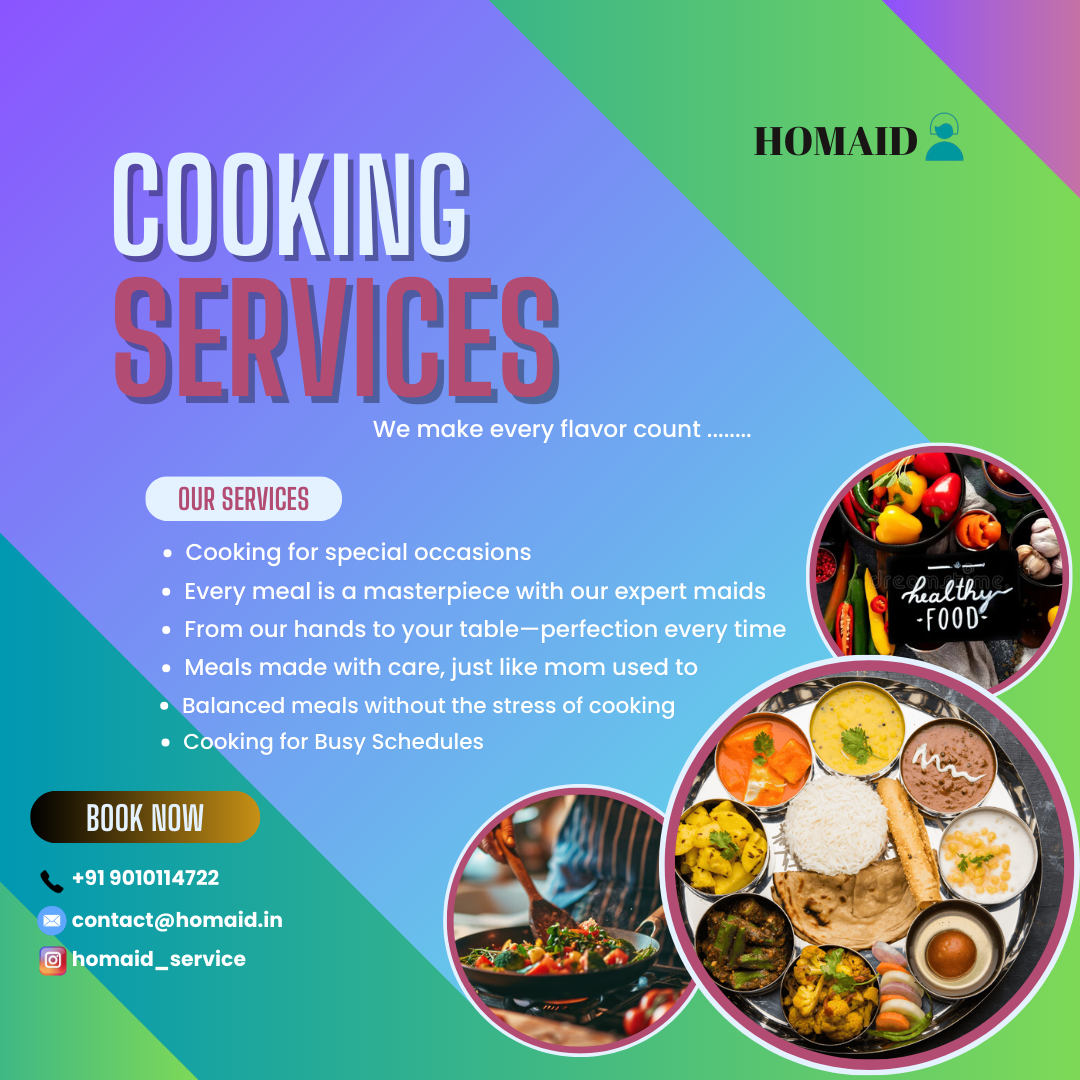 HOMAID
COOKING
SERVICES
We make every flavor count ........
OUR SERVICES
• Cooking for special occasions
• Every meal is a masterpiece with our expert maids
• From our hands to your table—perfection every time
• Meals made with care, just like mom used to
• Balanced meals without the stress of cooking
• Cooking for Busy Schedules
healthy
-FOOD-
BOOK NOW
+91 9010114722
contact@homaid.in
homaid_service